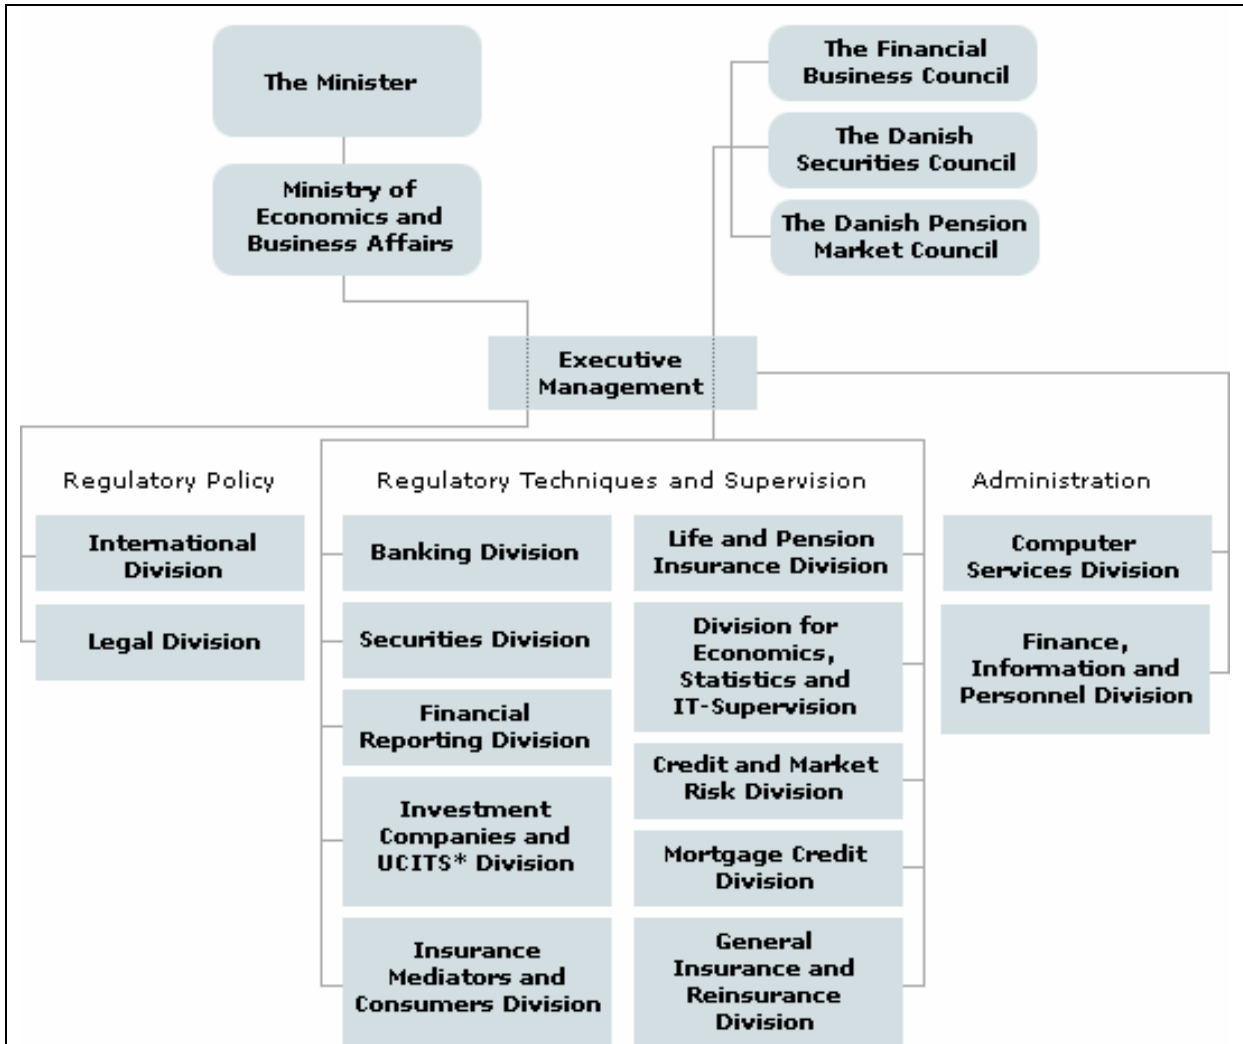 The Minister
Ministry of
Economics and
Business Affairs
The Financial
Business Council
The Danish
Securities Council
The Danish Pension
Market Council
Executive
Management
Regulatory Policy
International
Division
Legal Division
Regulatory Techniques and Supervision
Banking Division
Securities Division
Financial
Reporting Division
Investment
Companies and
UCITS* Division
Insurance
Mediators and
Consumers Division
Life and Pension
Insurance Division
Division for
Economics,
Statistics and
IT-Supervision
Credit and Market
Risk Division
Mortgage Credit
Division
General
Insurance and
Reinsurance
Division
Administration
Computer
Services Division
Finance,
Information and
Personnel Division